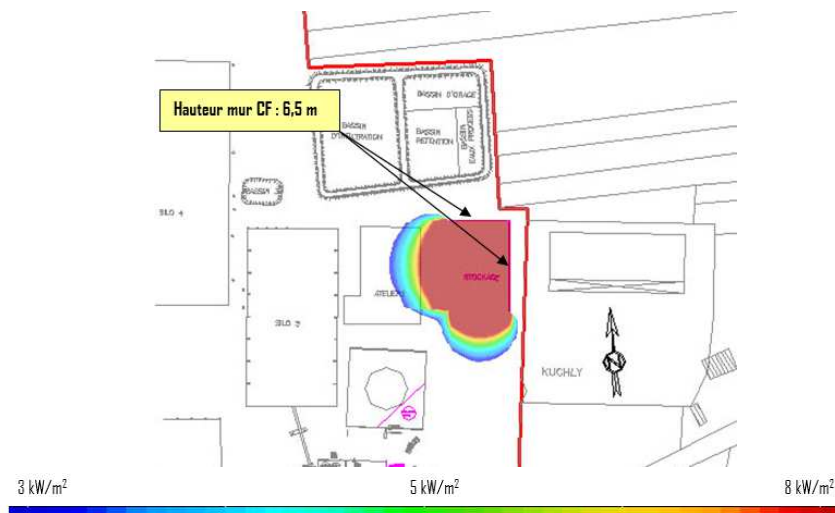 BASSIN D'ORAGE
Hauteur mur CF : 6,5 m
BASSIN
D'INFILTRATION
BASSIN
RETENTION
BASSIN
EAUX PROCESS
BASSIN
SILO 4
STOCKAGE
ATELIERS
SILO 2
KUCHLY
N
3 kW/m²
5 kW/m²
8 kW/m²